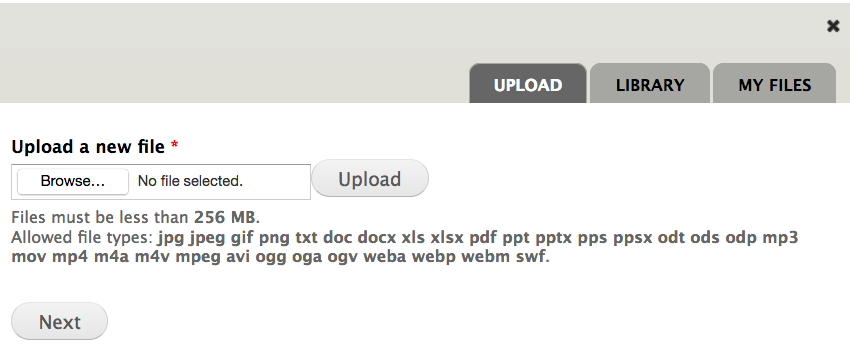 UPLOAD LIBRARY MY FILES
Upload a new file *
Browse... No file selected. Upload
Files must be less than 256 MB.
Allowed file types: jpg jpeg gif png txt doc docx xls xlsx pdf ppt pptx pps ppsx odt ods odp mp3
mov mp4 m4a m4v mpeg avi ogg oga ogv weba webp webm swf.
Next